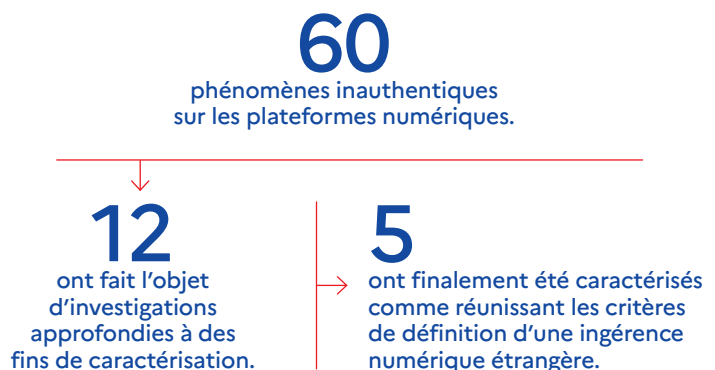 60
phénomènes inauthentiques
sur les plateformes numériques.
12
ont fait l’objet
d’investigations
approfondies à des
fins de caractérisation.
5
ont finalement été caractérisés
comme réunissant les critères
de définition d’une ingérence
numérique étrangère.